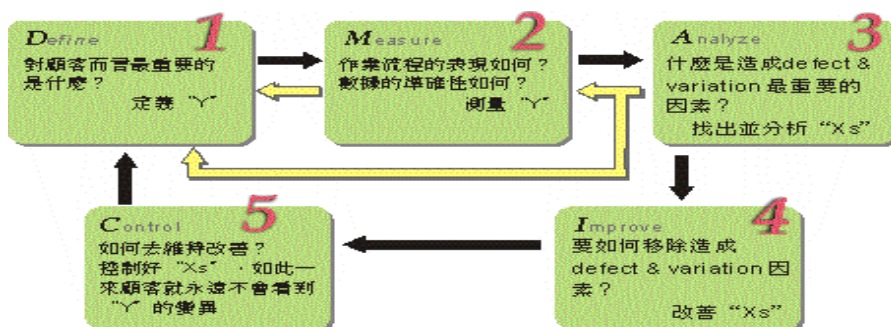 Define 1
對顧客而言最重要的
是什麼？
定義 "Y"
Measure 2
作業流程的表現如何？
數據的準確性如何？
測量 "Y"
Analyze 3
什麼是造成defect &
variation 最重要的
因素？
找出並分析 "Xs"
Improve 4
要如何移除造成
defect & variation 因
素？
改善 "Xs"
Control 5
如何去維持改善？
控制好 "Xs" ，如此一
來顧客就永遠不會看到
"Y" 的變異